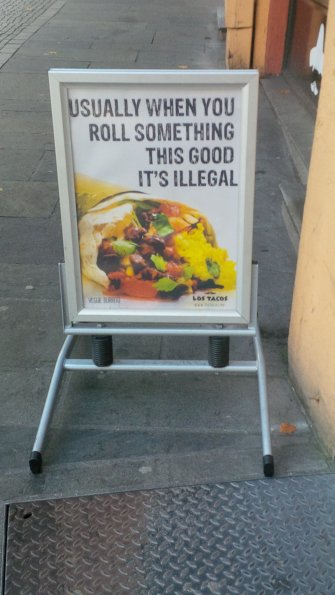 USUALLY WHEN YOU
ROLL SOMETHING
THIS GOOD
IT'S ILLEGAL
VEGGIE BURRITO
LOS TACOS